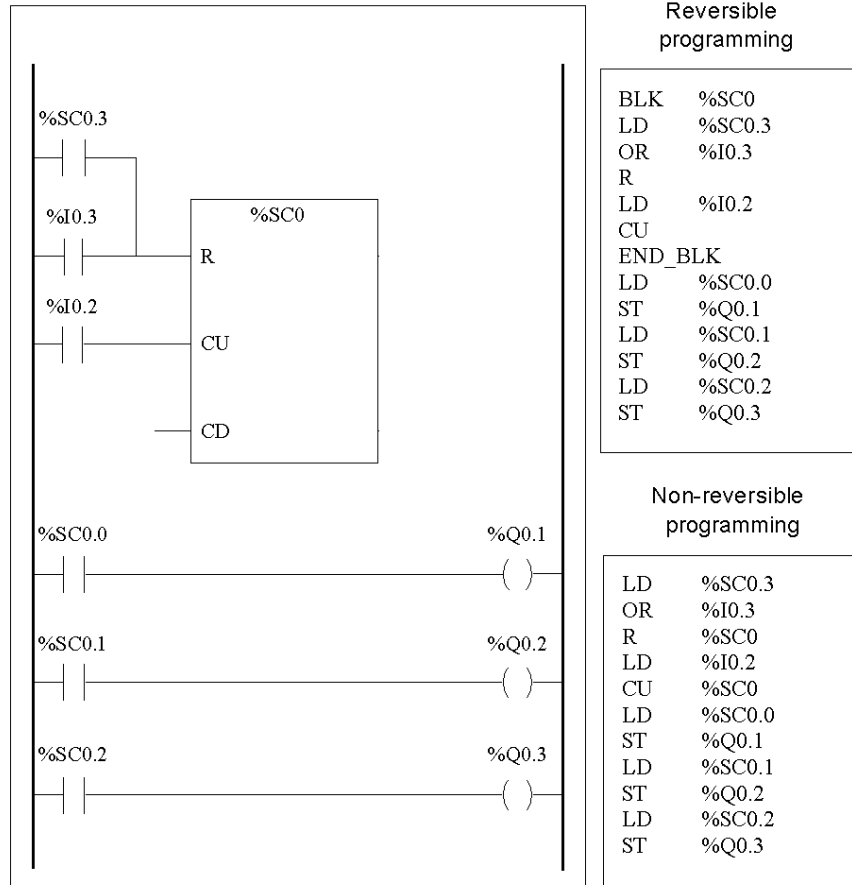 %SC0.3
%I0.3
%SC0
R
%I0.2
CU
CD
%SC0.0 %Q0.1
%SC0.1 %Q0.2
%SC0.2 %Q0.3
Reversible
programming
BLK %SC0
LD %SC0.3
OR %I0.3
R
LD %I0.2
CU
END_BLK
LD %SC0.0
ST %Q0.1
LD %SC0.1
ST %Q0.2
LD %SC0.2
ST %Q0.3
Non-reversible
programming
LD %SC0.3
OR %I0.3
R %SC0
LD %I0.2
CU %SC0
LD %SC0.0
ST %Q0.1
LD %SC0.1
ST %Q0.2
LD %SC0.2
ST %Q0.3